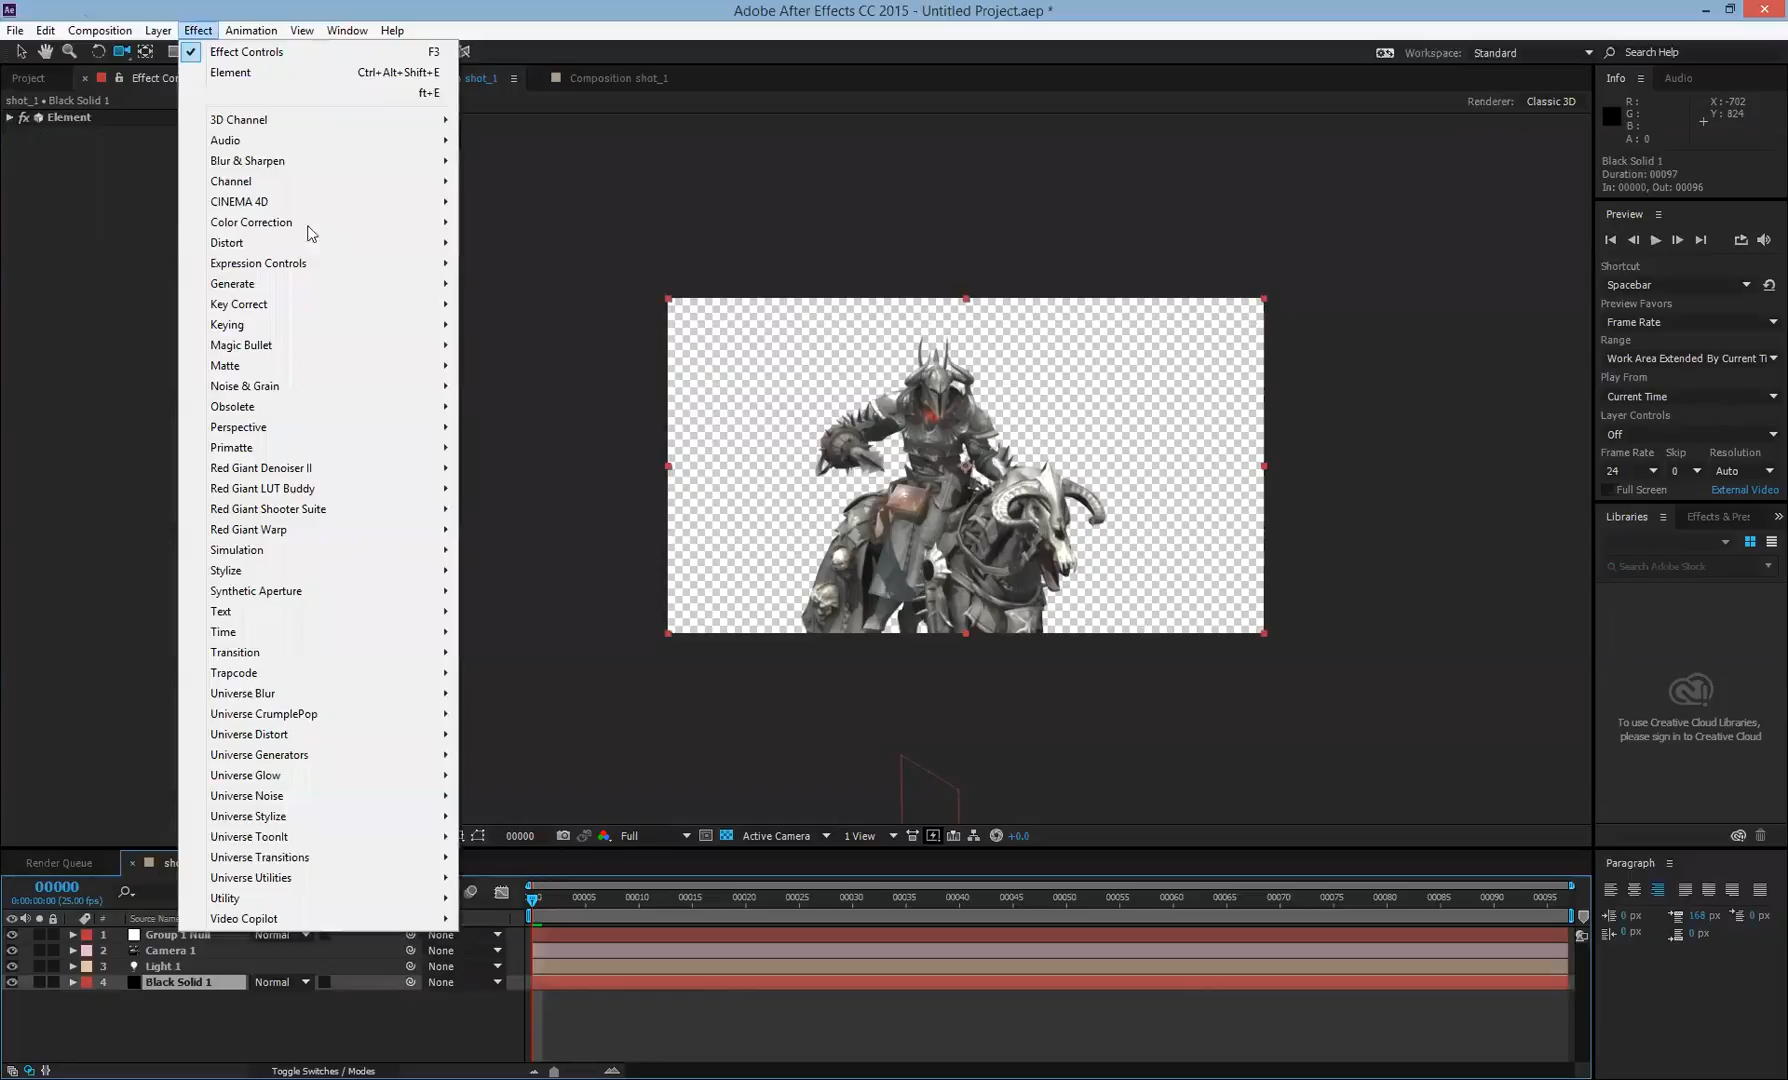 Ae Adobe After Effects CC 2015 - Untitled Project.aep *
File Edit Composition Layer Effect Animation View Window Help
Workspace: Standard Search Help
Effect Controls F3
Element Ctrl+Alt+Shift+E
ft+E
3D Channel
Audio
Blur & Sharpen
Channel
CINEMA 4D
Color Correction
Distort
Expression Controls
Generate
Key Correct
Keying
Magic Bullet
Matte
Noise & Grain
Obsolete
Perspective
Primatte
Red Giant Denoiser II
Red Giant LUT Buddy
Red Giant Shooter Suite
Red Giant Warp
Simulation
Stylize
Synthetic Aperture
Text
Time
Transition
Trapcode
Universe Blur
Universe CrumplePop
Universe Distort
Universe Generators
Universe Glow
Universe Noise
Universe Stylize
Universe ToonIt
Universe Transitions
Universe Utilities
Utility
Video Copilot
Project Effect Con shot_1 Composition shot_1
shot_1 • Black Solid 1
fx Element
Renderer: Classic 3D
Info Audio
R: X: -702
G: Y: 824
B:
A: 0
Black Solid 1
Duration: 00097
In: 00000, Out: 00096
Preview
Shortcut
Spacebar
Preview Favors
Frame Rate
Range
Work Area Extended By Current Ti
Play From
Current Time
Layer Controls
Off
Frame Rate Skip Resolution
24 0 Auto
Full Screen External Video
Libraries Effects & Pre
Search Adobe Stock
To use Creative Cloud Libraries,
please sign in to Creative Cloud
00000 Full Active Camera 1 View +0.0
Render Queue sho
00000
0:00:00:00 (25.00 fps)
00005 00010 00015 00020 00025 00030 00035 00040 00045 00050 00055 00060 00065 00070 00075 00080 00085 00090 00095
# Source Name
1 Group 1 Null Normal None
2 Camera 1 None
3 Light 1 None
4 Black Solid 1 Normal None
Toggle Switches / Modes
Paragraph
0 px 168 px 0 px
0 px 0 px